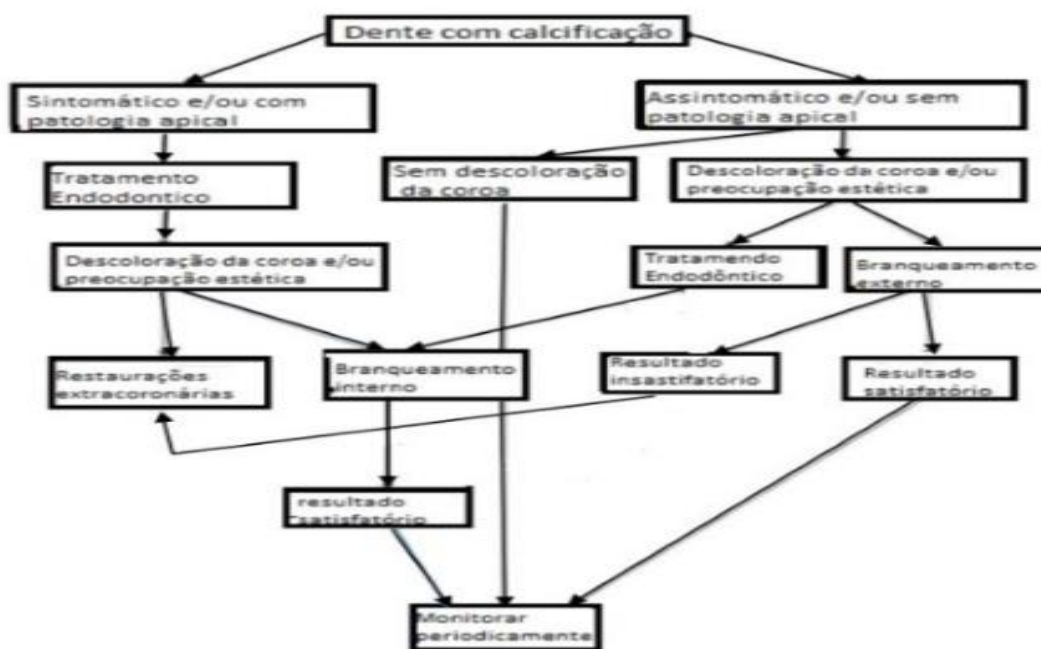 Dente com calcificação
Sintomático e/ou com
patologia apical
Assintomático e/ou sem
patologia apical
Tratamento
Endodontico
Sem descoloração
da coroa
Descoloração da coroa e/ou
preocupação estética
Descoloração da coroa e/ou
preocupação estética
Tratamendo
Endodôntico
Branqueamento
externo
Restaurações
extracoronárias
Branqueamento
interno
Resultado
insastifatório
Resultado
satisfatório
resultado
satisfatório
Monitorar
periodicamente